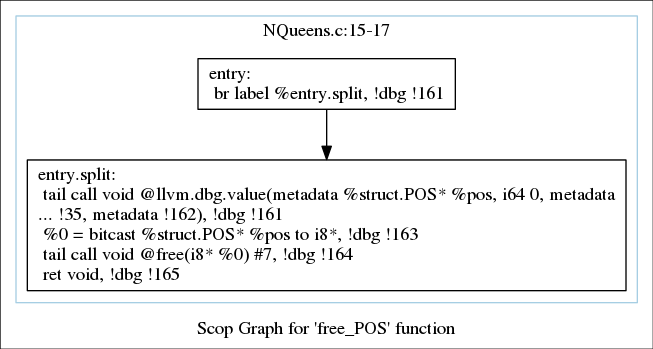 NQueens.c:15-17
entry:
br label %entry.split, !dbg !161
entry.split:
tail call void @llvm.dbg.value(metadata %struct.POS* %pos, i64 0, metadata
... !35, metadata !162), !dbg !161
%0 = bitcast %struct.POS* %pos to i8*, !dbg !163
tail call void @free(i8* %0) #7, !dbg !164
ret void, !dbg !165
Scop Graph for 'free_POS' function